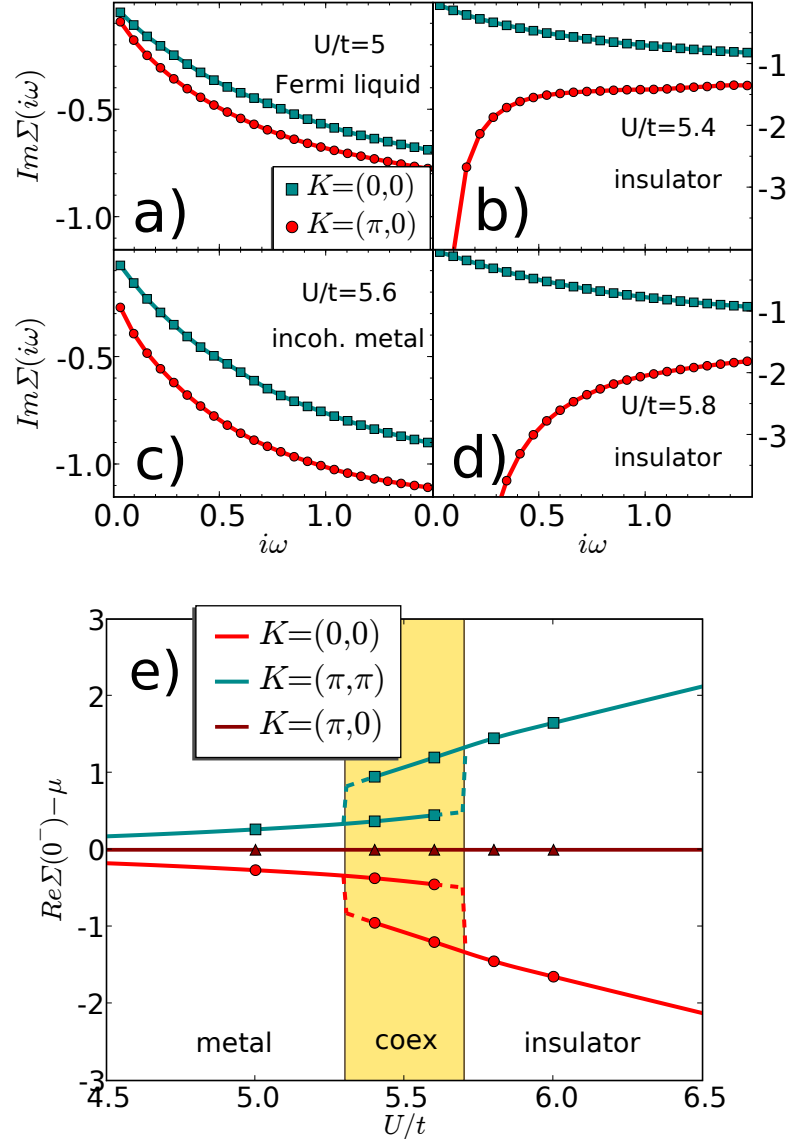 U/t=5
Fermi liquid
ImΣ(iω)
-0.5
-1.0
a)
K=(0,0)
K=(π,0)
U/t=5.4
insulator
b)
-1
-2
-3
U/t=5.6
incoh. metal
ImΣ(iω)
-0.5
-1.0
c)
U/t=5.8
insulator
d)
-1
-2
-3
0.0 0.5 1.0 0.0 0.5 1.0
iω iω
e)
K=(0,0)
K=(π,π)
K=(π,0)
ReΣ(0⁻)−μ
3
2
1
0
-1
-2
-3
metal coex insulator
4.5 5.0 5.5 6.0 6.5
U/t